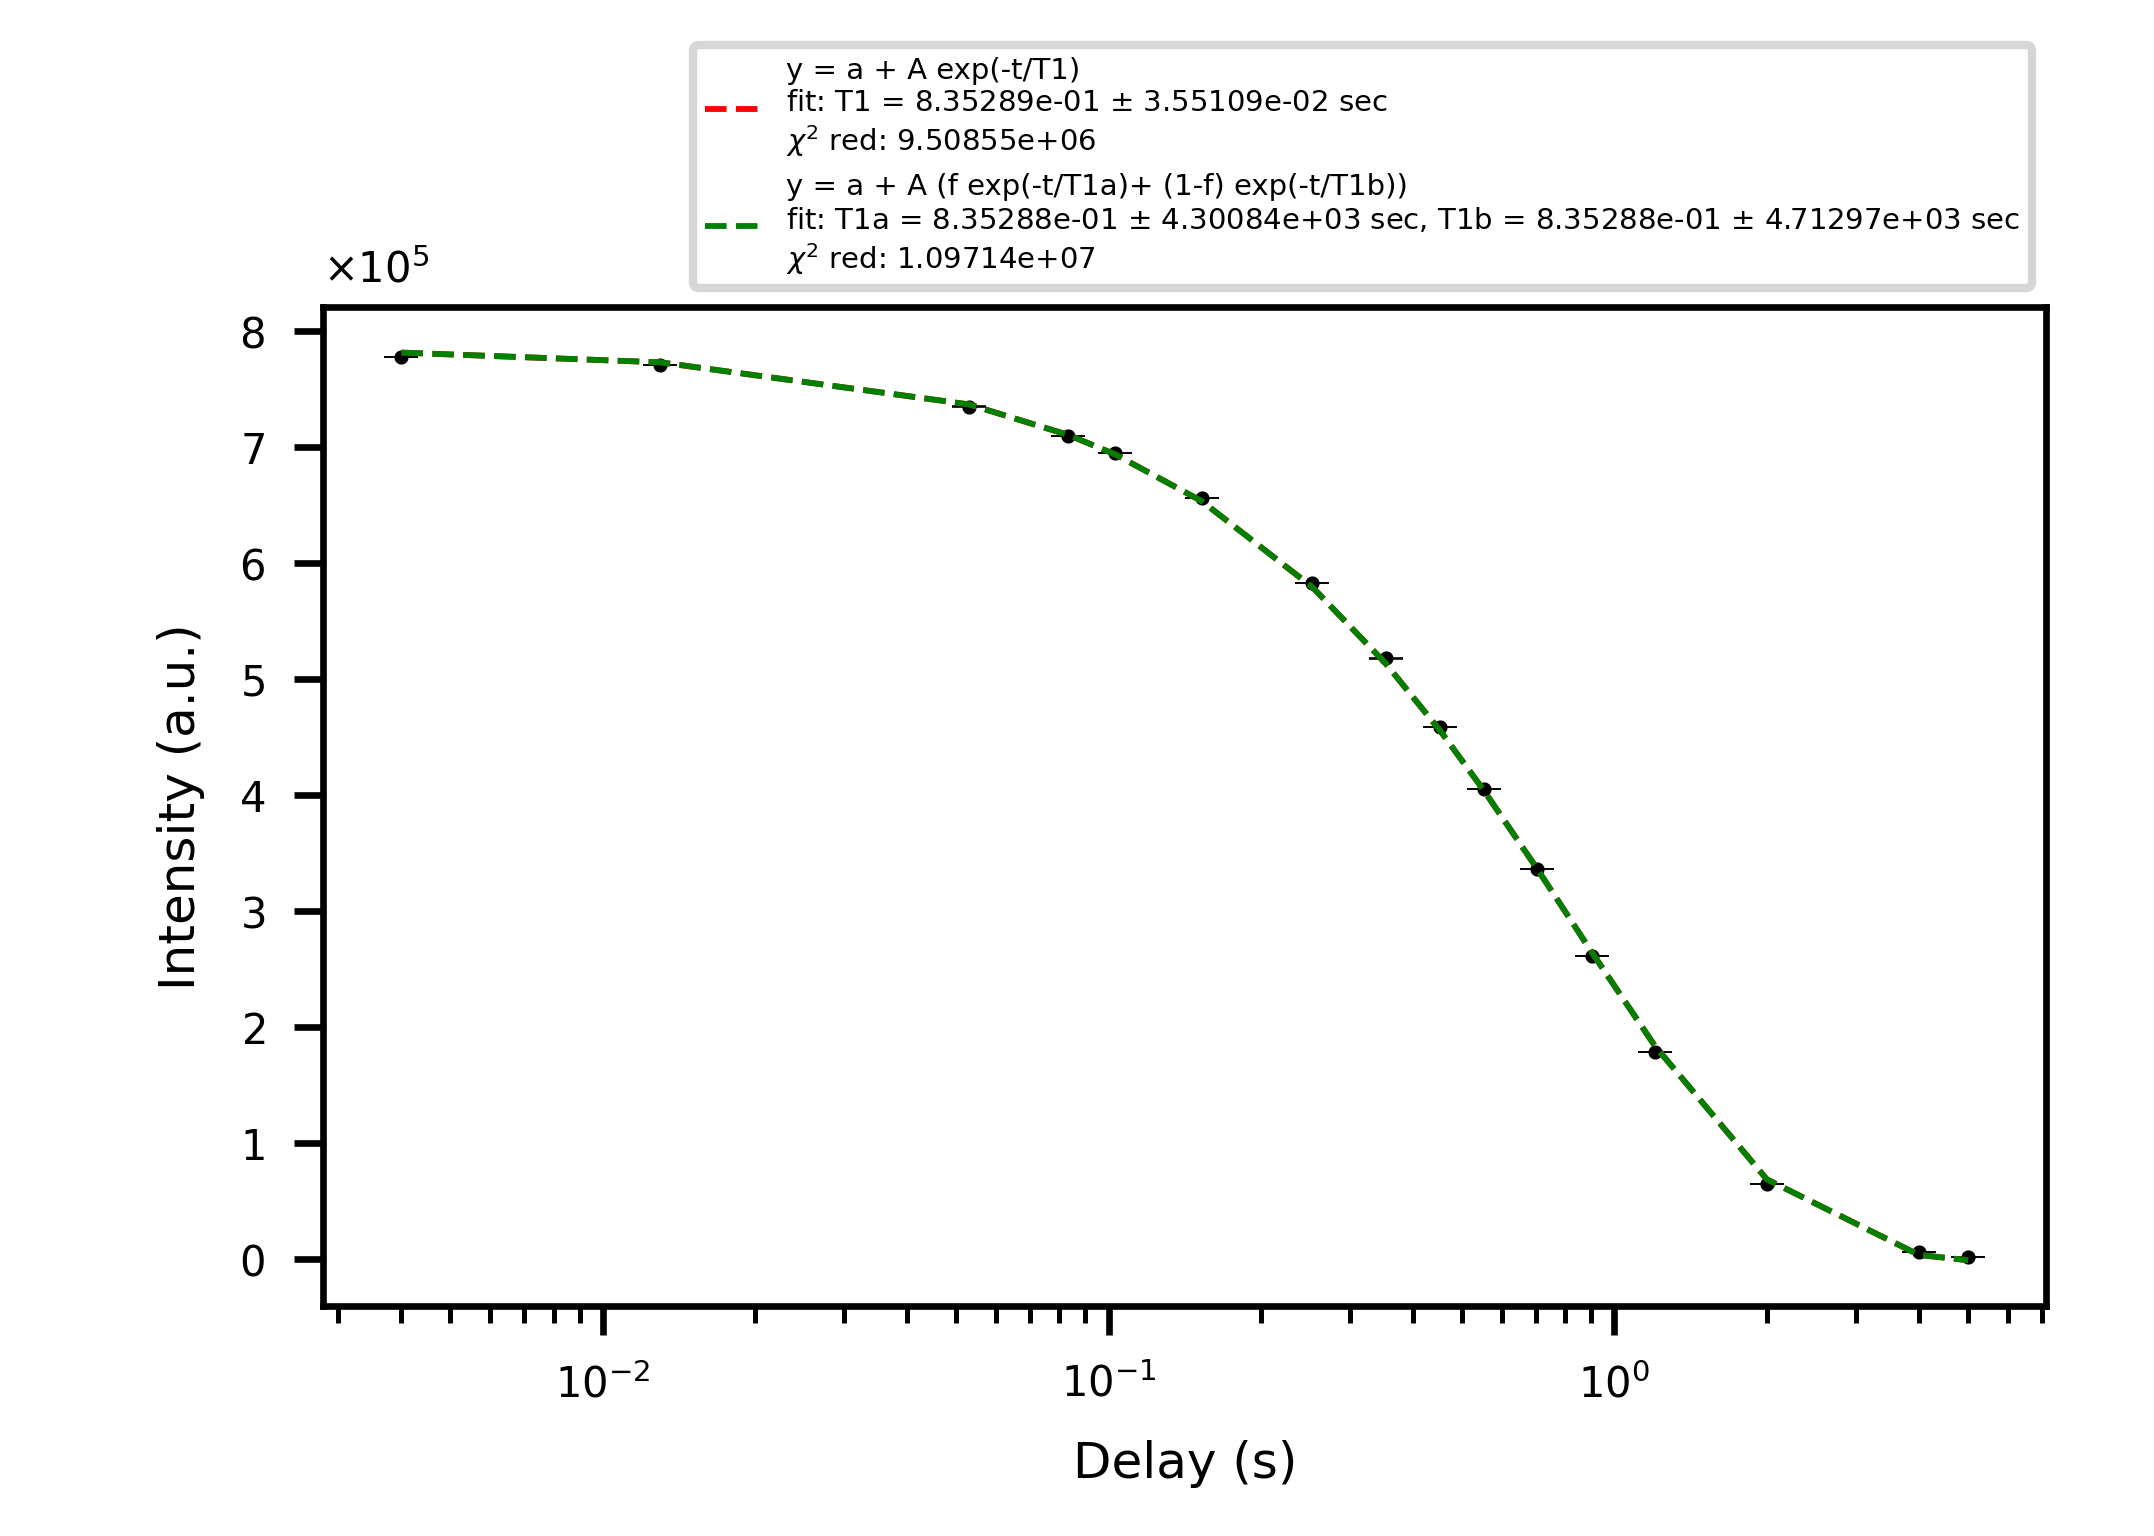 y = a + A exp(-t/T1)
fit: T1 = 8.35289e-01 ± 3.55109e-02 sec
χ² red: 9.50855e+06
y = a + A (f exp(-t/T1a)+ (1-f) exp(-t/T1b))
fit: T1a = 8.35288e-01 ± 4.30084e+03 sec, T1b = 8.35288e-01 ± 4.71297e+03 sec
χ² red: 1.09714e+07
×10⁵
8
7
6
5
4
3
2
1
0
Intensity (a.u.)
10⁻² 10⁻¹ 10⁰
Delay (s)